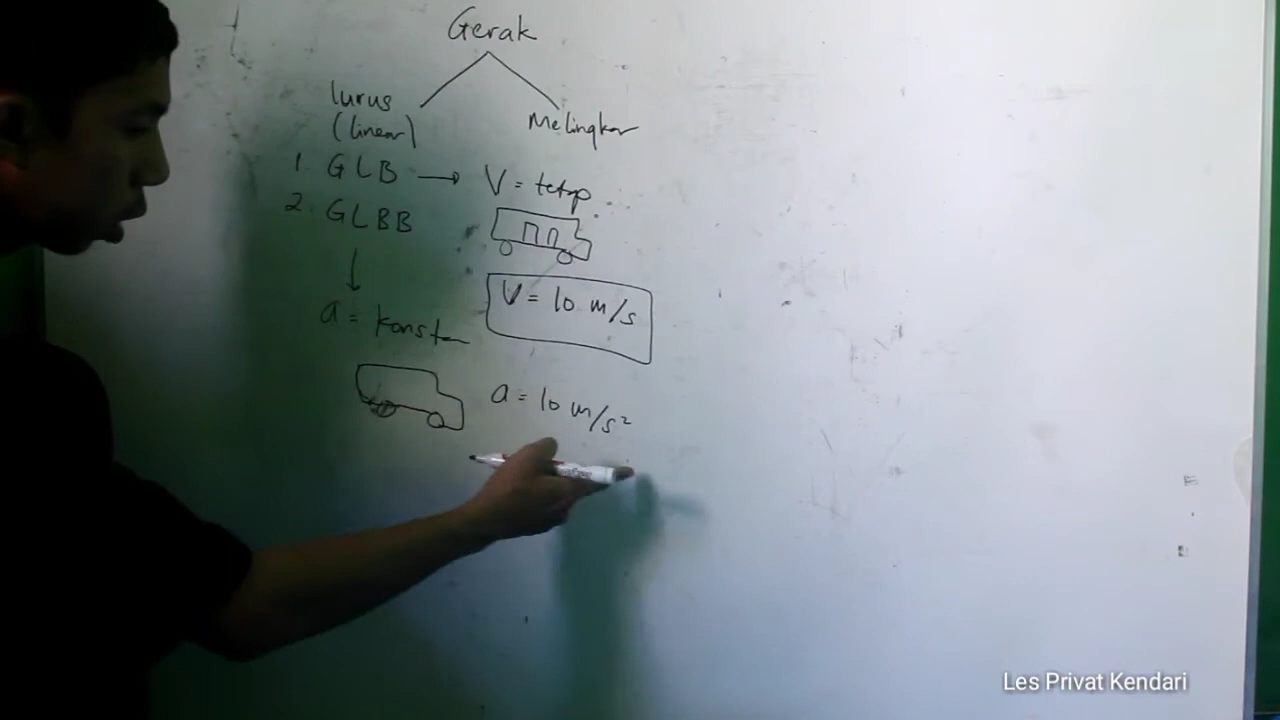 Gerak
lurus
(linear)
Melingkar
1. GLB → V = tetap
2. GLBB
V = 10 m/s
a = konstan
a = 10 m/s²
Les Privat Kendari